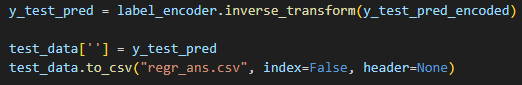 y_test_pred = label_encoder.inverse_transform(y_test_pred_encoded)
test_data[''] = y_test_pred
test_data.to_csv("regr_ans.csv", index=False, header=None)